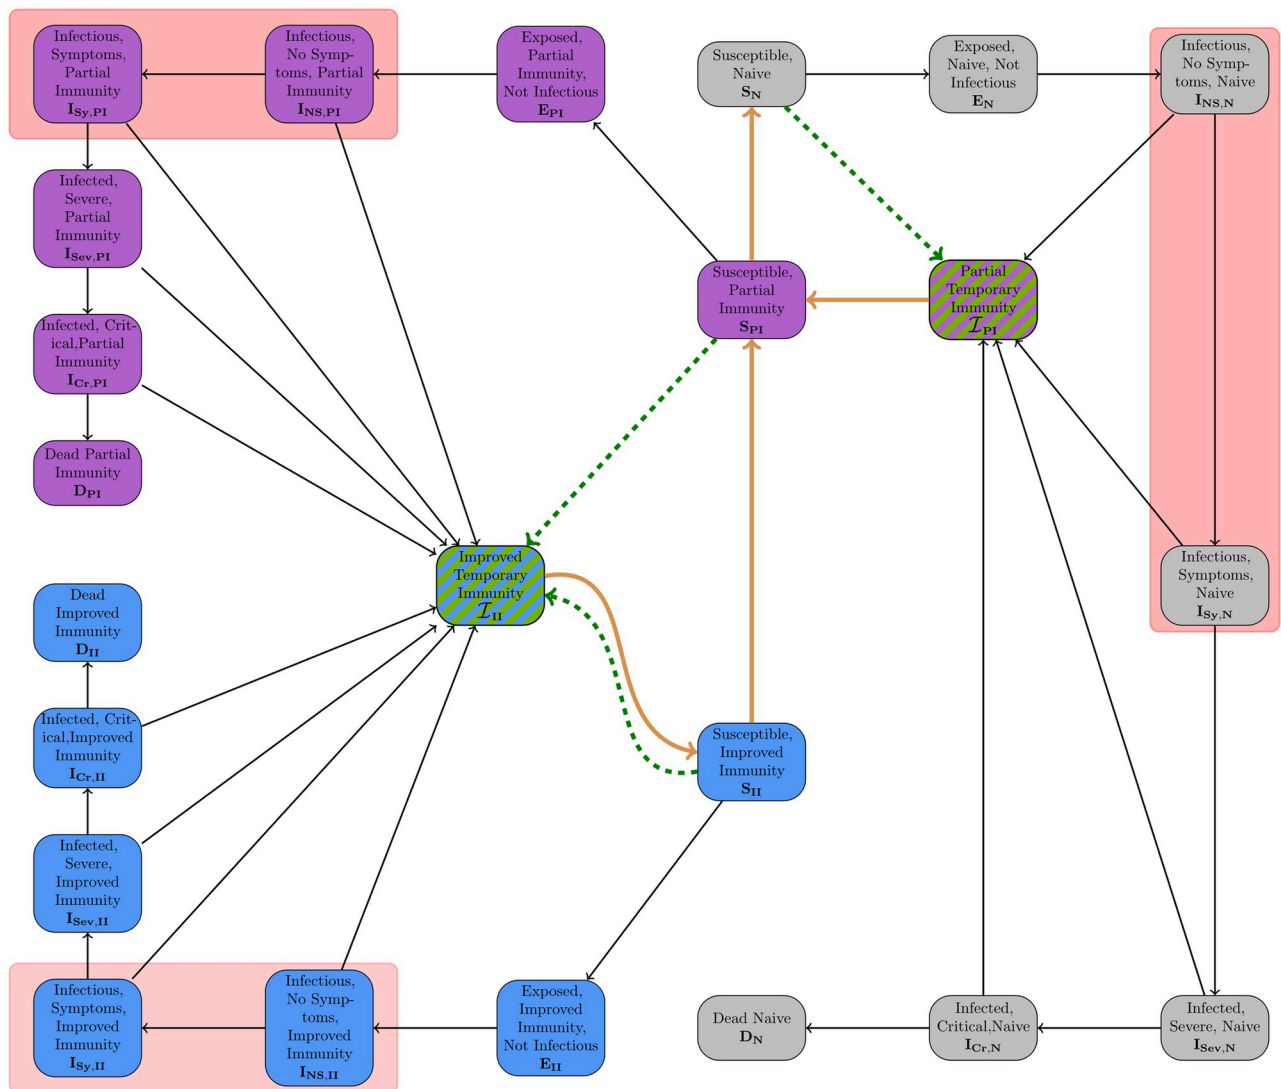 Infectious,
Symptoms,
Partial
Immunity
I_Sy,PI
Infectious,
No Symp-
toms, Partial
Immunity
I_NS,PI
Exposed,
Partial
Immunity,
Not Infectious
E_PI
Susceptible,
Naive
S_N
Exposed,
Naive, Not
Infectious
E_N
Infectious,
No Symp-
toms, Naive
I_NS,N
Infected,
Severe,
Partial
Immunity
I_Sev,PI
Susceptible,
Partial
Immunity
S_PI
Partial
Temporary
Immunity
ℐ_PI
Infected, Crit-
ical,Partial
Immunity
I_Cr,PI
Dead Partial
Immunity
D_PI
Improved
Temporary
Immunity
ℐ_II
Infectious,
Symptoms,
Naive
I_Sy,N
Dead
Improved
Immunity
D_II
Infected, Crit-
ical,Improved
Immunity
I_Cr,II
Susceptible,
Improved
Immunity
S_II
Infected,
Severe,
Improved
Immunity
I_Sev,II
Infectious,
Symptoms,
Improved
Immunity
I_Sy,II
Infectious,
No Symp-
toms,
Improved
Immunity
I_NS,II
Exposed,
Improved
Immunity,
Not Infectious
E_II
Dead Naive
D_N
Infected,
Critical,Naive
I_Cr,N
Infected,
Severe, Naive
I_Sev,N